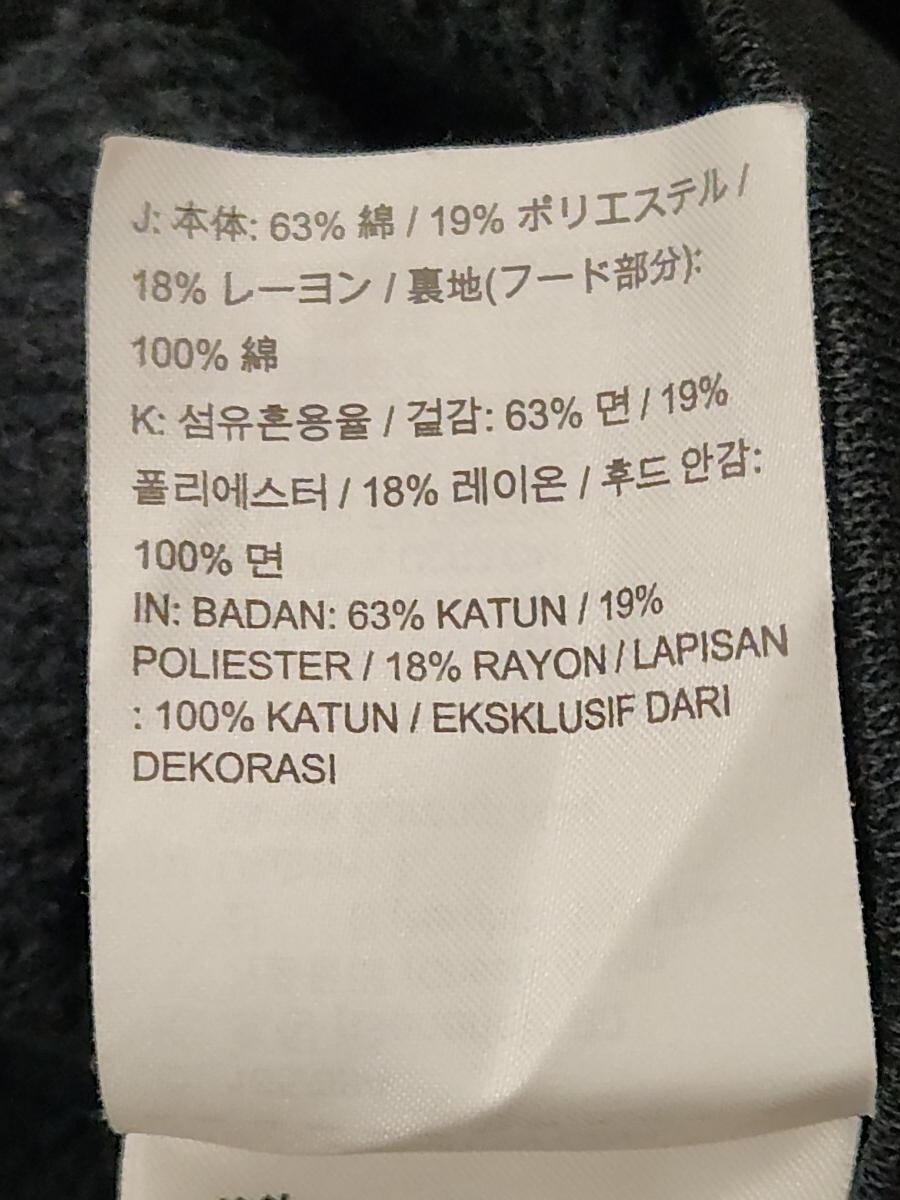 J: 本体: 63% 綿 / 19% ポリエステル /
18% レーヨン / 裏地(フード部分):
100% 綿
K: 섬유혼용율 / 겉감: 63% 면 / 19%
폴리에스터 / 18% 레이온 / 후드 안감:
100% 면
IN: BADAN: 63% KATUN / 19%
POLIESTER / 18% RAYON / LAPISAN
: 100% KATUN / EKSKLUSIF DARI
DEKORASI